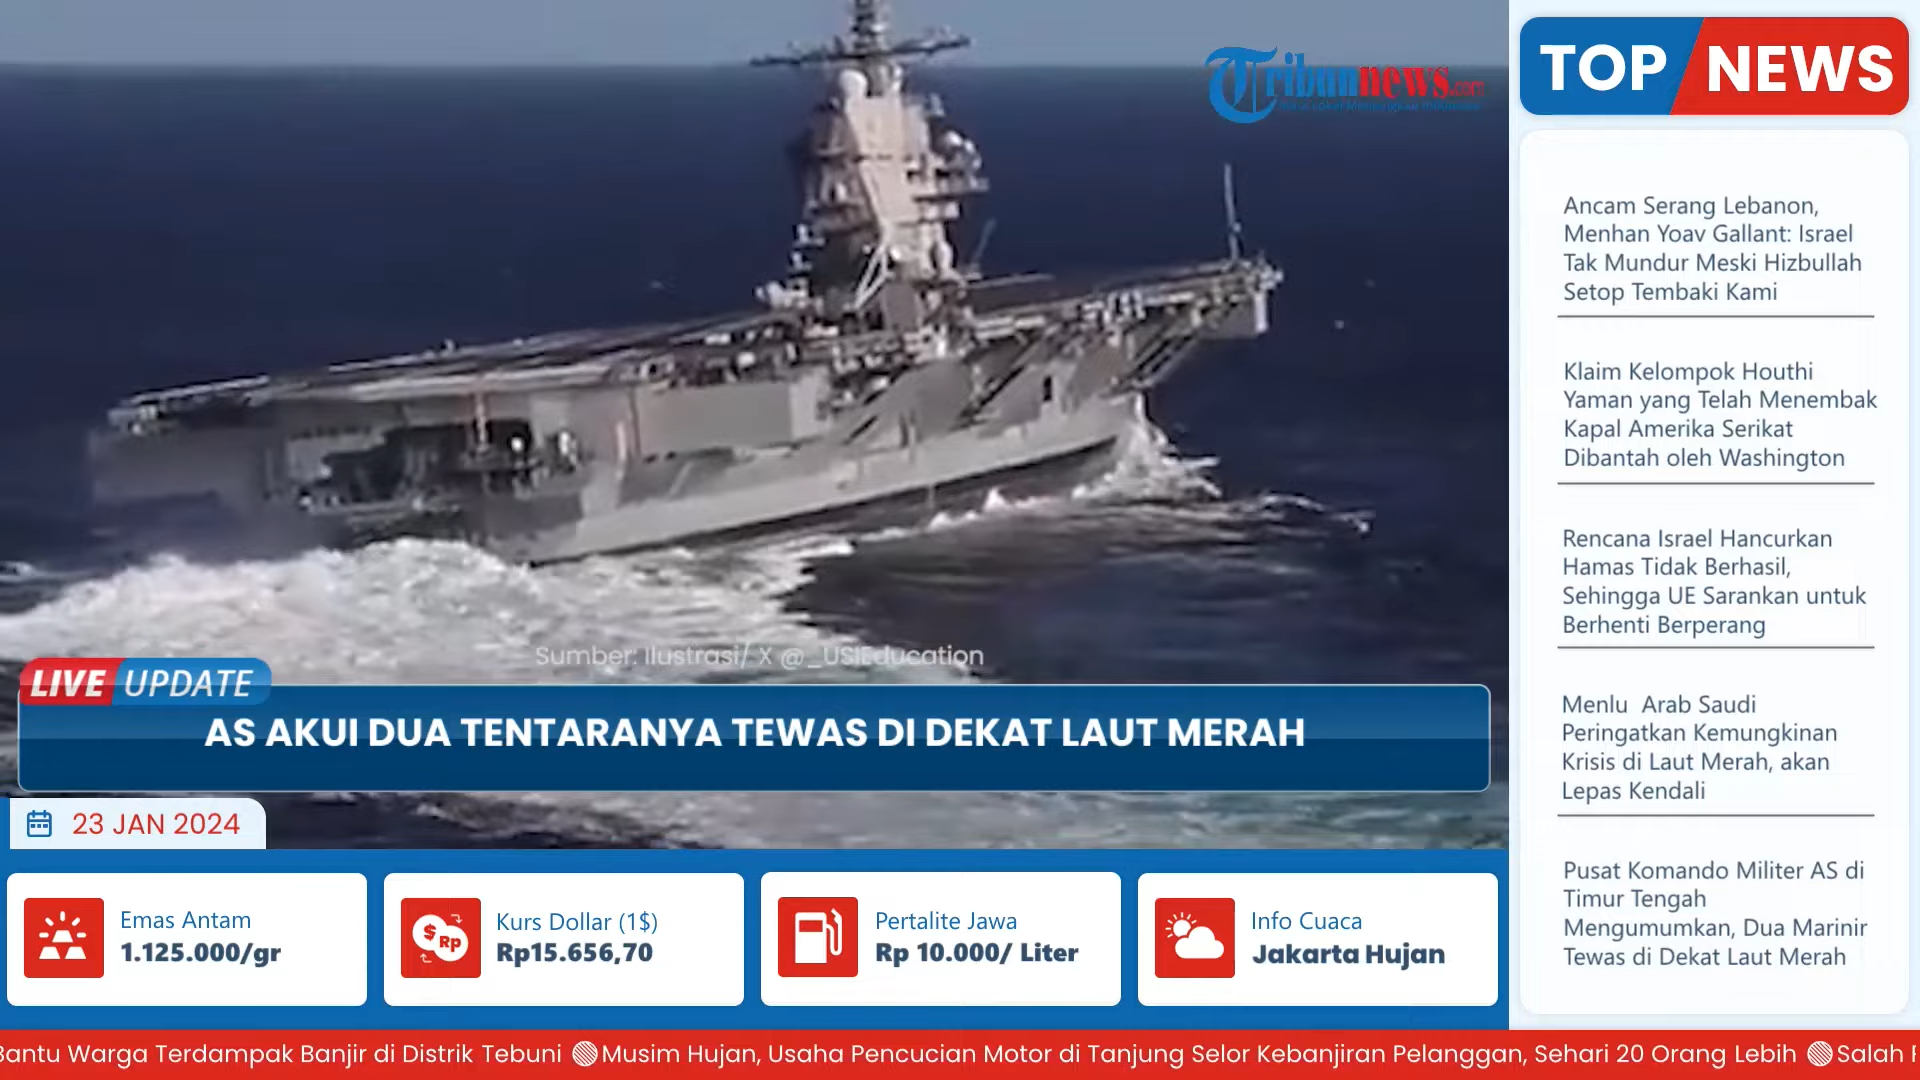 Tribunnews.com
TOP NEWS
Ancam Serang Lebanon,
Menhan Yoav Gallant: Israel
Tak Mundur Meski Hizbullah
Setop Tembaki Kami
Klaim Kelompok Houthi
Yaman yang Telah Menembak
Kapal Amerika Serikat
Dibantah oleh Washington
Rencana Israel Hancurkan
Hamas Tidak Berhasil,
Sehingga UE Sarankan untuk
Berhenti Berperang
Menlu  Arab Saudi
Peringatkan Kemungkinan
Krisis di Laut Merah, akan
Lepas Kendali
Pusat Komando Militer AS di
Timur Tengah
Mengumumkan, Dua Marinir
Tewas di Dekat Laut Merah
Sumber: Ilustrasi/ X @_USIEducation
LIVE UPDATE
AS AKUI DUA TENTARANYA TEWAS DI DEKAT LAUT MERAH
23 JAN 2024
Emas Antam
1.125.000/gr
$ Rp
Kurs Dollar (1$)
Rp15.656,70
Pertalite Jawa
Rp 10.000/ Liter
Info Cuaca
Jakarta Hujan
Bantu Warga Terdampak Banjir di Distrik Tebuni Musim Hujan, Usaha Pencucian Motor di Tanjung Selor Kebanjiran Pelanggan, Sehari 20 Orang Lebih Salah